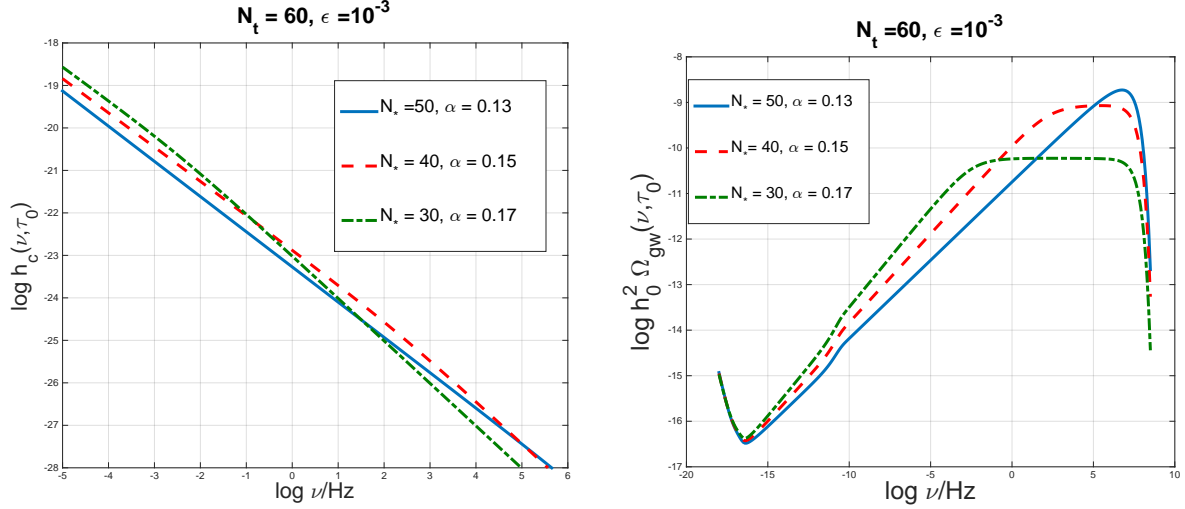 N_t = 60, ϵ =10^-3
log h_c(ν,τ_0)
-18
-19
-20
-21
-22
-23
-24
-25
-26
-27
-28
N_* =50, α = 0.13
N_* = 40, α = 0.15
N_* = 30, α = 0.17
-5 -4 -3 -2 -1 0 1 2 3 4 5 6
log ν/Hz
N_t =60, ϵ =10^-3
log h_0^2 Ω_gw(ν,τ_0)
-8
-9
-10
-11
-12
-13
-14
-15
-16
-17
N_* = 50, α = 0.13
N_*= 40, α = 0.15
N_* = 30, α = 0.17
-20 -15 -10 -5 0 5 10
log ν/Hz